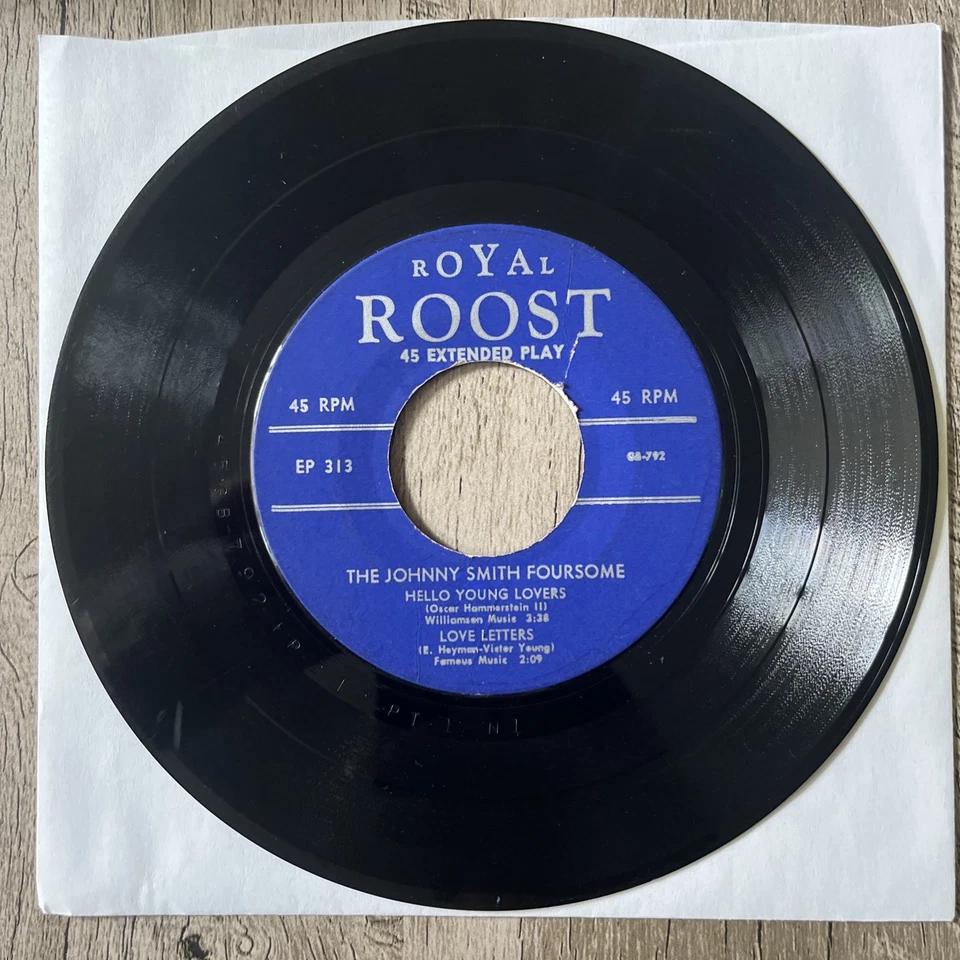 ROYAL
ROOST
45 EXTENDED PLAY
45 RPM
45 RPM
EP 313
G8-792
THE JOHNNY SMITH FOURSOME
HELLO YOUNG LOVERS
(Oscar Hammerstein II)
Williamson Music 3:38
LOVE LETTERS
(E. Heyman-Victor Young)
Famous Music 2:09